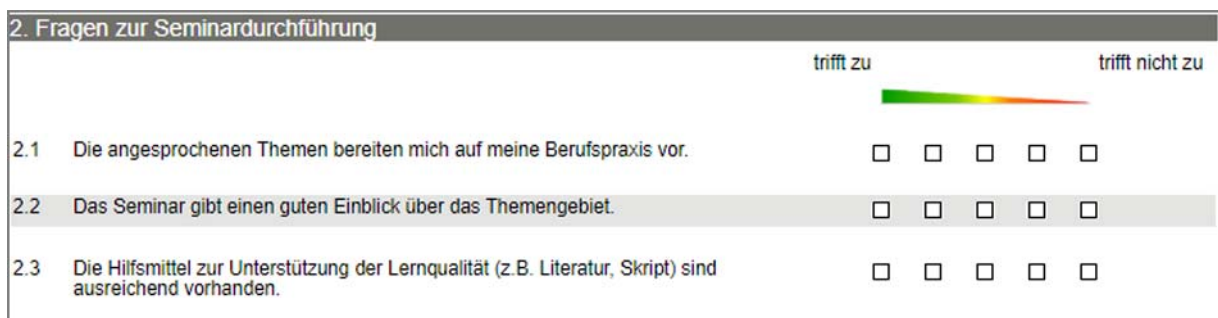 2. Fragen zur Seminardurchführung
trifft zu trifft nicht zu
2.1 Die angesprochenen Themen bereiten mich auf meine Berufspraxis vor.
2.2 Das Seminar gibt einen guten Einblick über das Themengebiet.
2.3 Die Hilfsmittel zur Unterstützung der Lernqualität (z.B. Literatur, Skript) sind
ausreichend vorhanden.